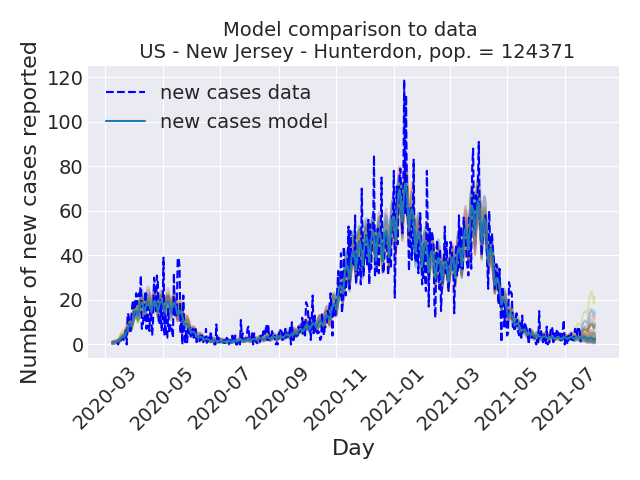 Model comparison to data
US - New Jersey - Hunterdon, pop. = 124371
Number of new cases reported
120
100
80
60
40
20
0
new cases data
new cases model
2020-03
2020-05
2020-07
2020-09
2020-11
2021-01
2021-03
2021-05
2021-07
Day